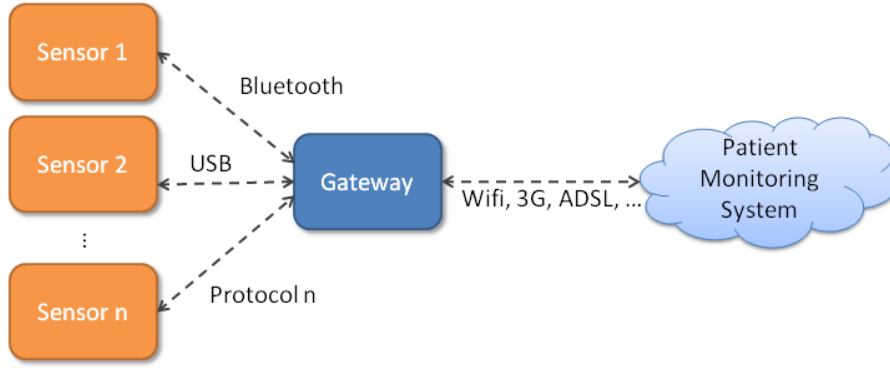 Sensor 1
Bluetooth
Sensor 2
USB
Gateway
Wifi, 3G, ADSL, ...
Patient
Monitoring
System
...
Sensor n
Protocol n